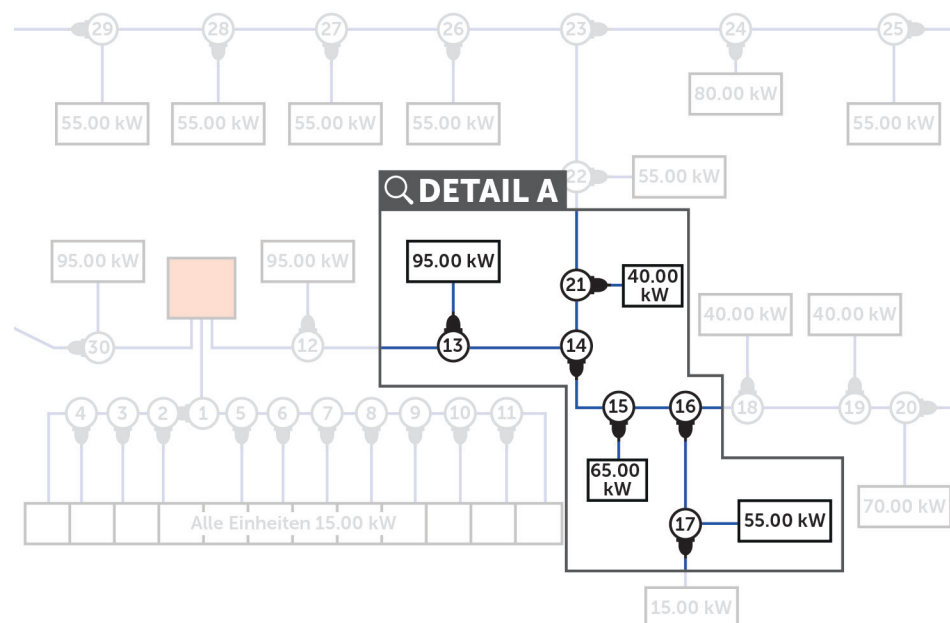 29
28
27
26
23
24
25
55.00 kW
55.00 kW
55.00 kW
55.00 kW
80.00 kW
55.00 kW
22
55.00 kW
DETAIL A
95.00 kW
95.00 kW
95.00 kW
21
40.00
kW
40.00 kW
40.00 kW
30
12
13
14
4
3
2
1
5
6
7
8
9
10
11
15
16
18
19
20
65.00
kW
Alle Einheiten 15.00 kW
17
55.00 kW
70.00 kW
15.00 kW